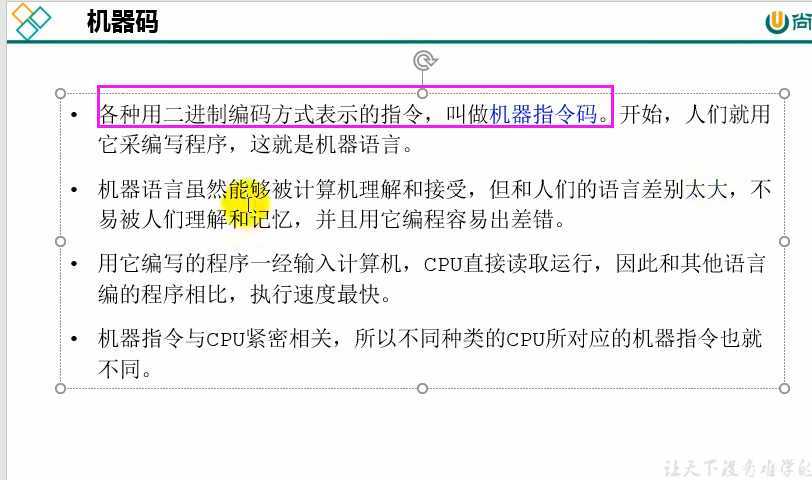 机器码
尚
• 各种用二进制编码方式表示的指令，叫做机器指令码。开始，人们就用
它采编写程序，这就是机器语言。
• 机器语言虽然能够被计算机理解和接受，但和人们的语言差别太大，不
易被人们理解和记忆，并且用它编程容易出差错。
• 用它编写的程序一经输入计算机，CPU直接读取运行，因此和其他语言
编的程序相比，执行速度最快。
• 机器指令与CPU紧密相关，所以不同种类的CPU所对应的机器指令也就
不同。
让天下没有难学的